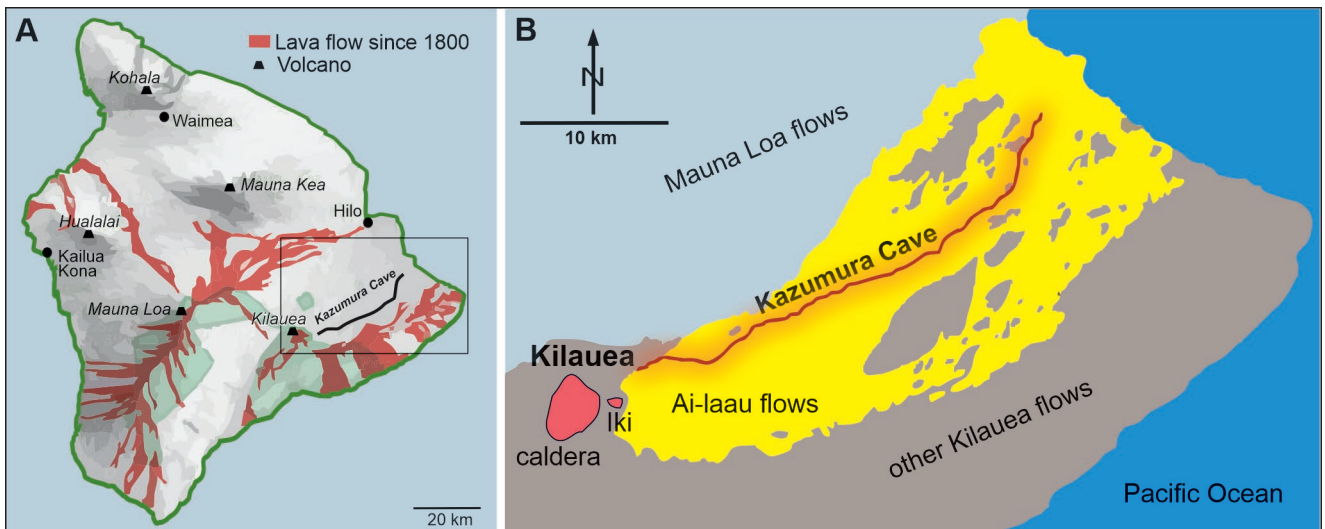 A
Lava flow since 1800
Volcano
Kohala
Waimea
Mauna Kea
Hilo
Hualalai
Kailua
Kona
Kazumura Cave
Mauna Loa
Kilauea
20 km
B
N
10 km
Mauna Loa flows
Kazumura Cave
Kilauea
Iki
caldera
Ai-laau flows
other Kilauea flows
Pacific Ocean